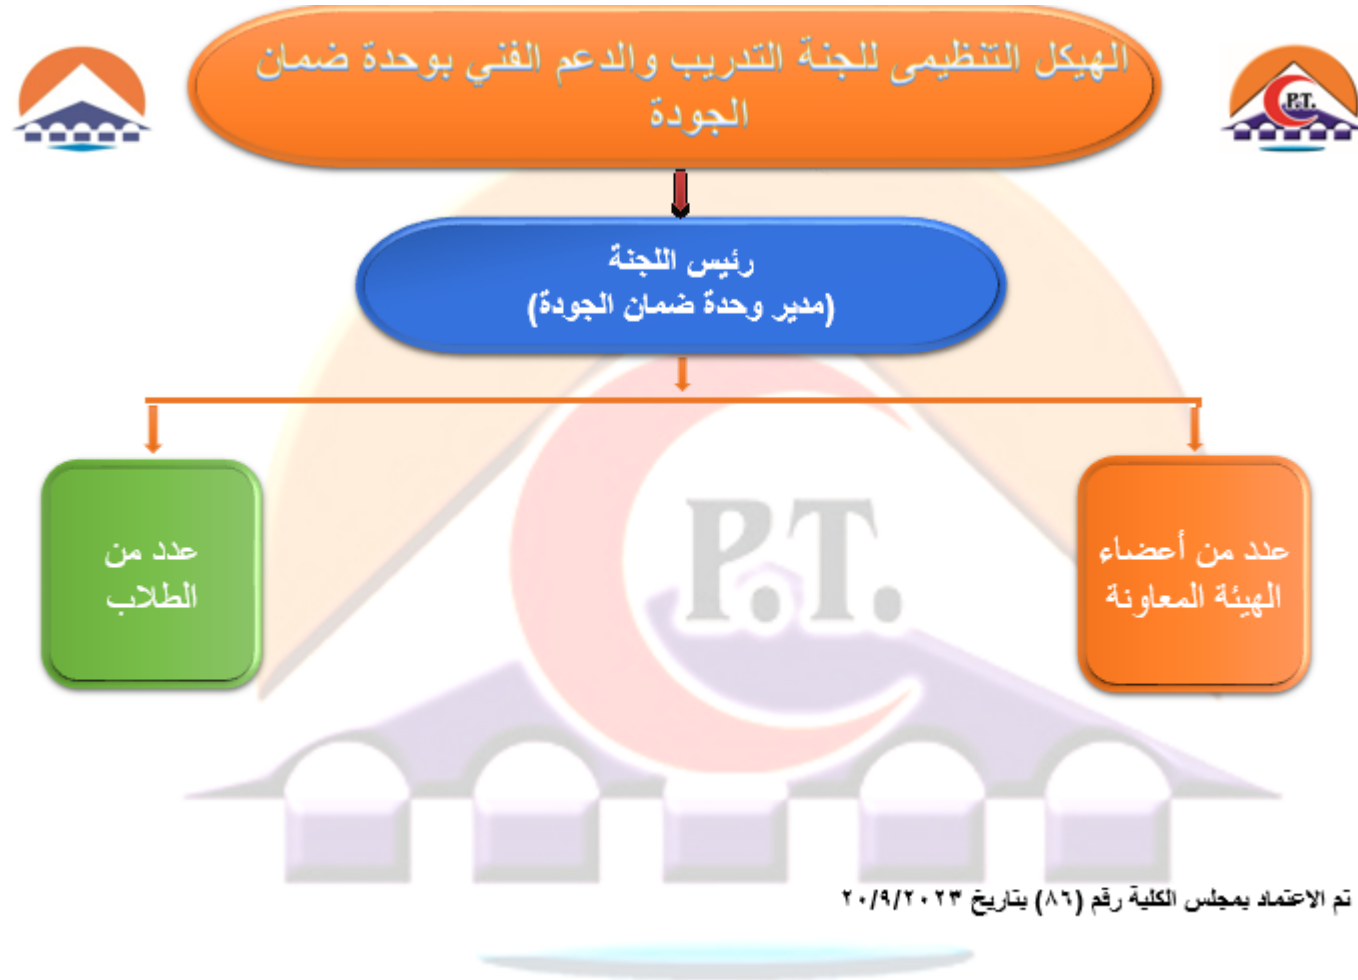 الهيكل التنظيمى للجنة التدريب والدعم الفني بوحدة ضمان
الجودة
P.T.
رئيس اللجنة
(مدير وحدة ضمان الجودة)
عدد من أعضاء
الهيئة المعاونة
عدد من
الطلاب
P.T.
تم الاعتماد بمجلس الكلية رقم (٨٦) بتاريخ ٢٠/٩/٢٠٢٣